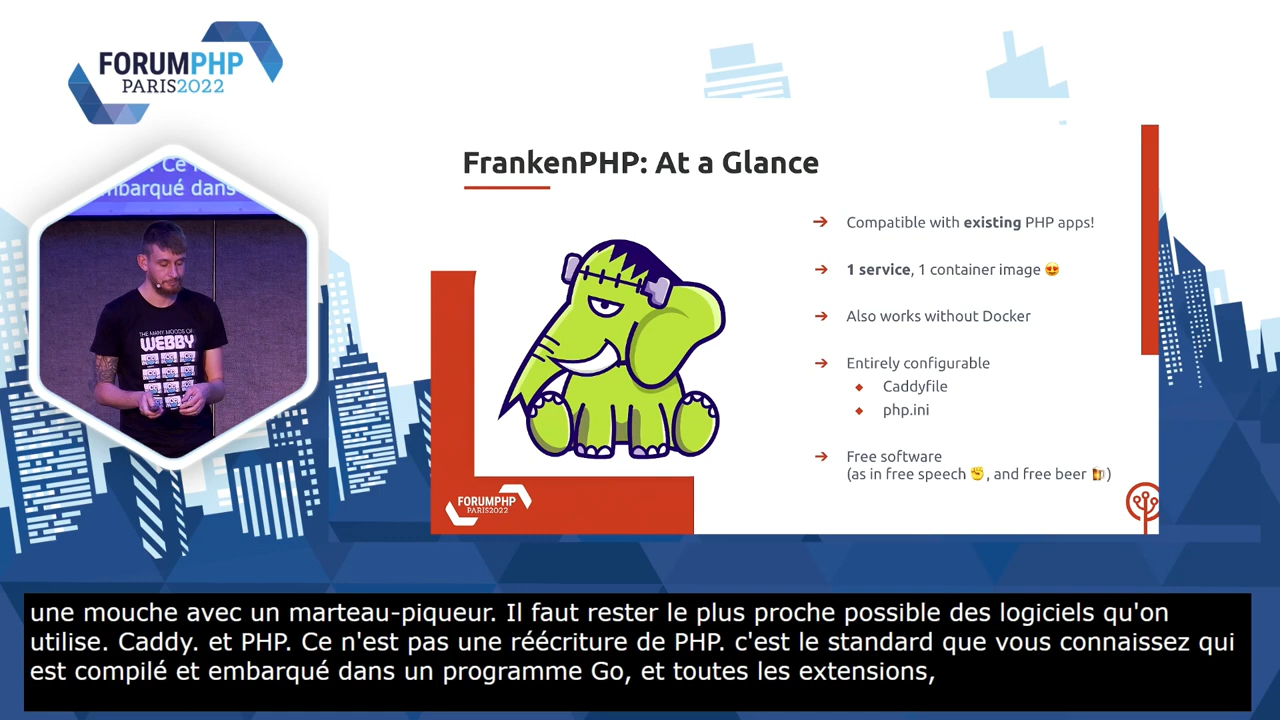 FORUMPHP
PARIS2022
. Ce
mbarqué dans
THE MANY MOODS OF
WEBBY
FrankenPHP: At a Glance
➔ Compatible with existing PHP apps!
➔ 1 service, 1 container image 😍
➔ Also works without Docker
➔ Entirely configurable
◆ Caddyfile
◆ php.ini
➔ Free software
(as in free speech ✊, and free beer 🍺)
FORUMPHP
PARIS2022
une mouche avec un marteau-piqueur. Il faut rester le plus proche possible des logiciels qu'on
utilise. Caddy. et PHP. Ce n'est pas une réécriture de PHP. c'est le standard que vous connaissez qui
est compilé et embarqué dans un programme Go, et toutes les extensions,